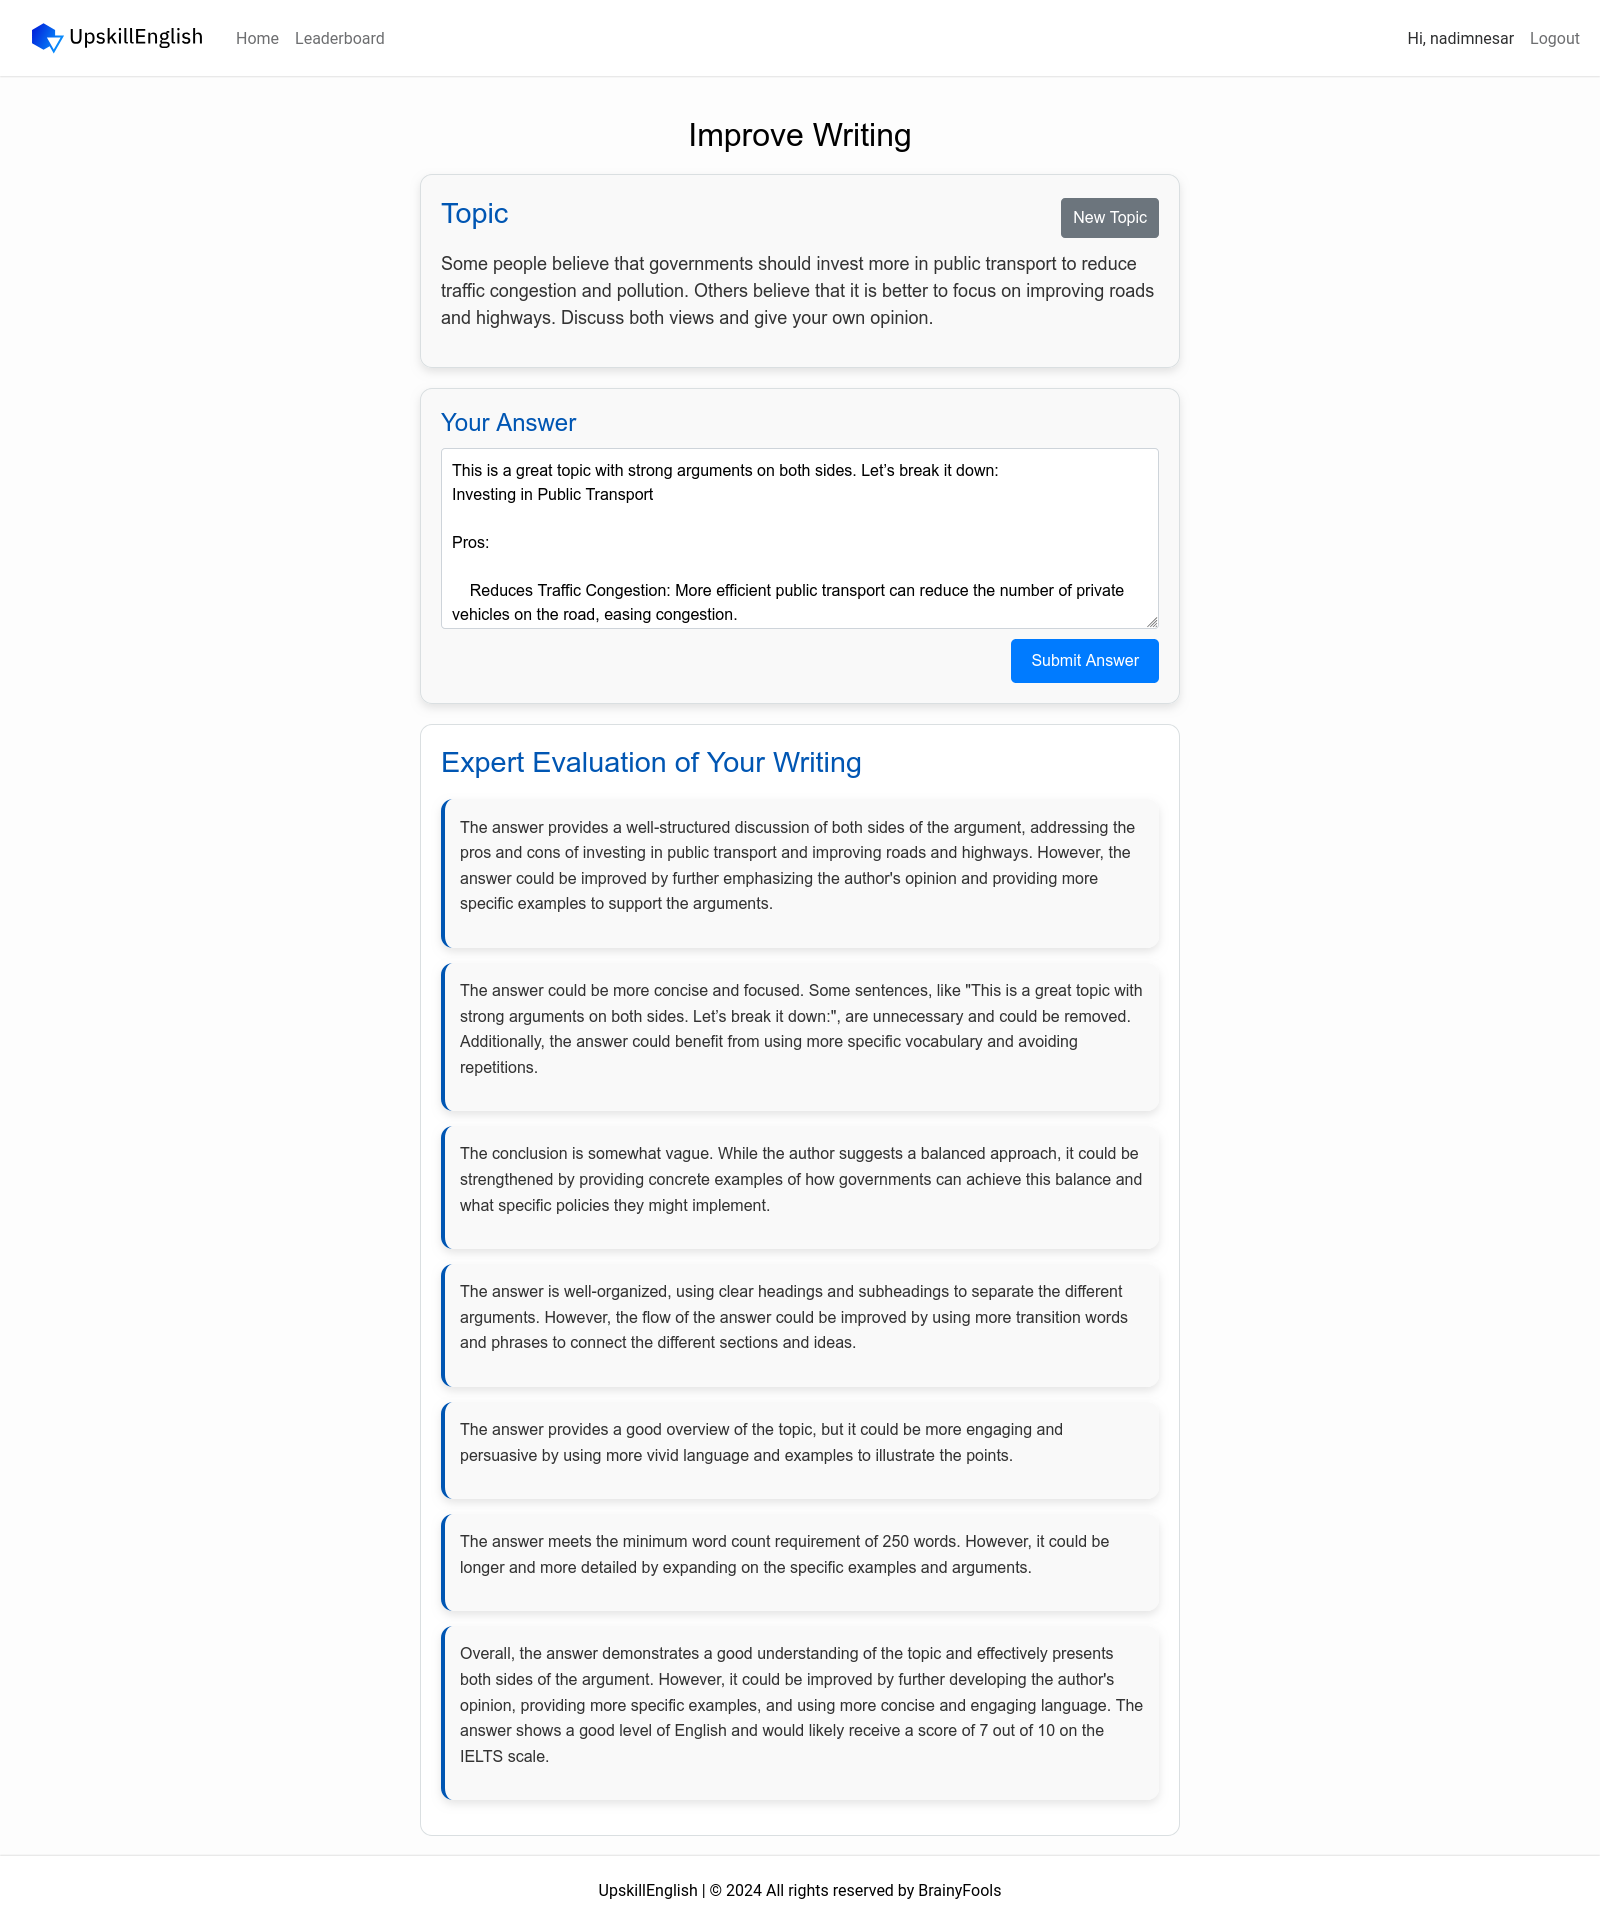 UpskillEnglish Home Leaderboard Hi, nadimnesar Logout
Improve Writing
Topic New Topic
Some people believe that governments should invest more in public transport to reduce
traffic congestion and pollution. Others believe that it is better to focus on improving roads
and highways. Discuss both views and give your own opinion.
Your Answer
This is a great topic with strong arguments on both sides. Let’s break it down:
Investing in Public Transport
Pros:
Reduces Traffic Congestion: More efficient public transport can reduce the number of private
vehicles on the road, easing congestion.
Submit Answer
Expert Evaluation of Your Writing
The answer provides a well-structured discussion of both sides of the argument, addressing the
pros and cons of investing in public transport and improving roads and highways. However, the
answer could be improved by further emphasizing the author's opinion and providing more
specific examples to support the arguments.
The answer could be more concise and focused. Some sentences, like "This is a great topic with
strong arguments on both sides. Let’s break it down:", are unnecessary and could be removed.
Additionally, the answer could benefit from using more specific vocabulary and avoiding
repetitions.
The conclusion is somewhat vague. While the author suggests a balanced approach, it could be
strengthened by providing concrete examples of how governments can achieve this balance and
what specific policies they might implement.
The answer is well-organized, using clear headings and subheadings to separate the different
arguments. However, the flow of the answer could be improved by using more transition words
and phrases to connect the different sections and ideas.
The answer provides a good overview of the topic, but it could be more engaging and
persuasive by using more vivid language and examples to illustrate the points.
The answer meets the minimum word count requirement of 250 words. However, it could be
longer and more detailed by expanding on the specific examples and arguments.
Overall, the answer demonstrates a good understanding of the topic and effectively presents
both sides of the argument. However, it could be improved by further developing the author's
opinion, providing more specific examples, and using more concise and engaging language. The
answer shows a good level of English and would likely receive a score of 7 out of 10 on the
IELTS scale.
UpskillEnglish | © 2024 All rights reserved by BrainyFools